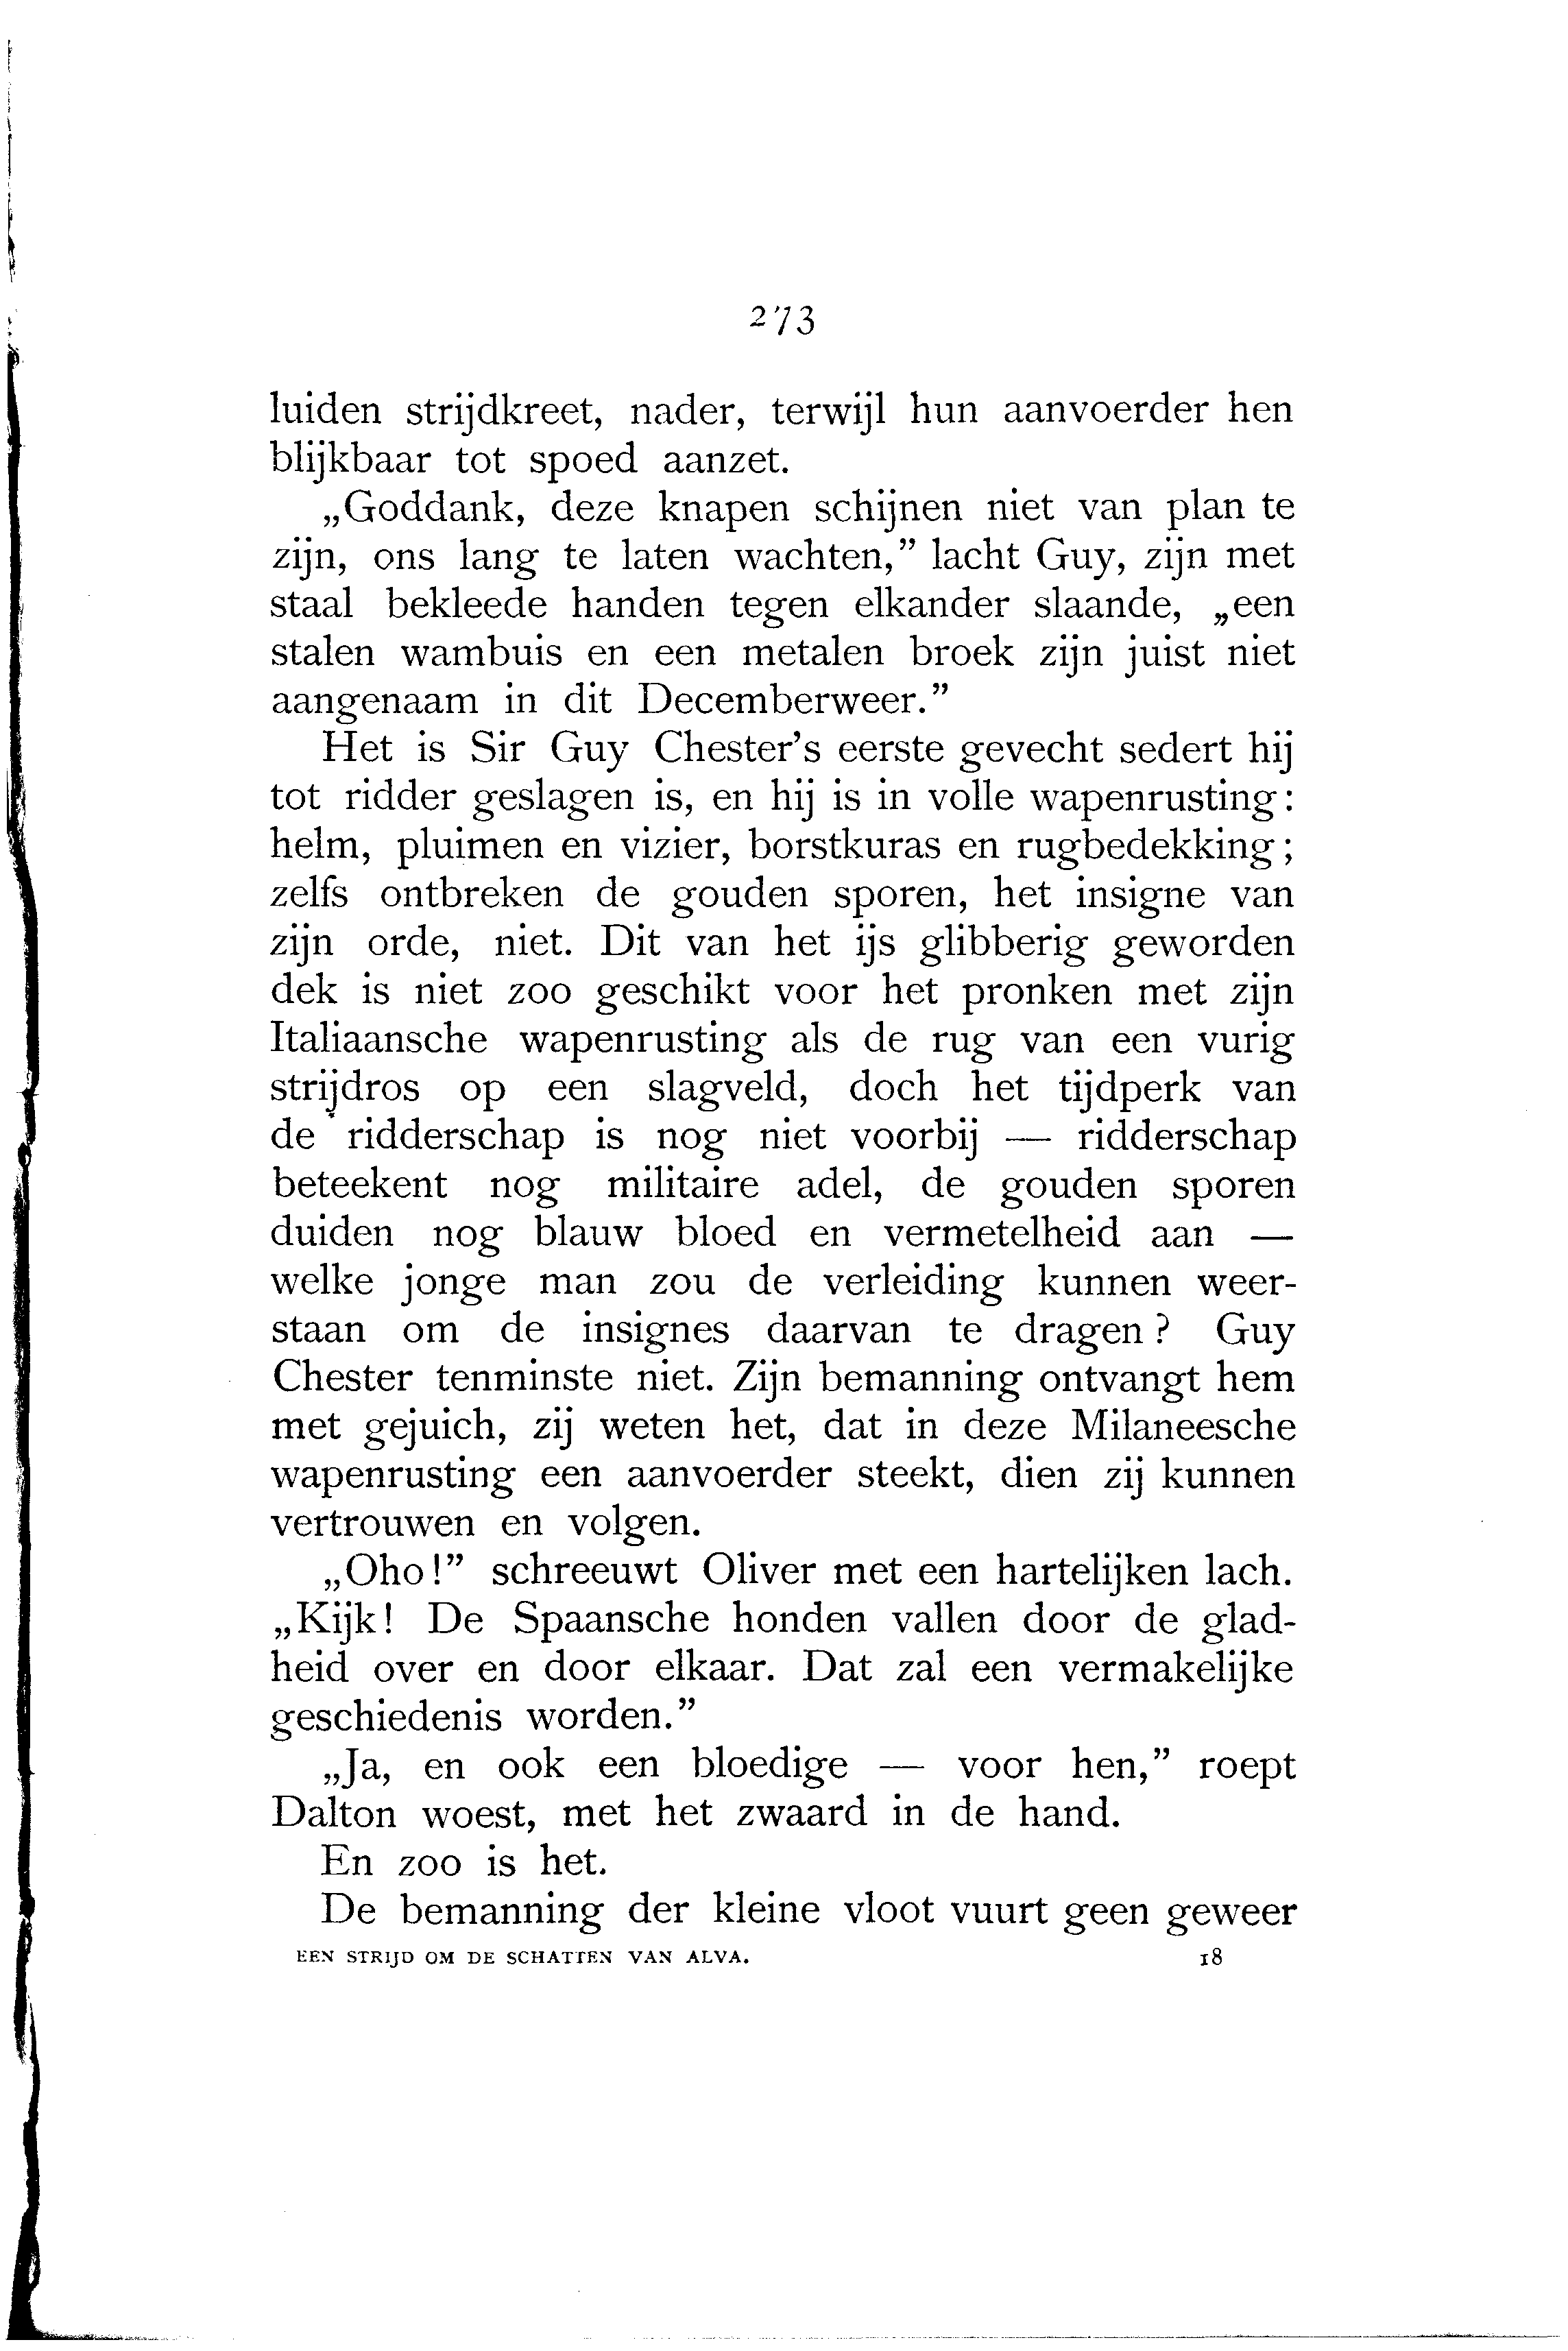 273
luiden strijdkreet, nader, terwijl hun aanvoerder hen
blijkbaar tot spoed aanzet.
„Goddank, deze knapen schijnen niet van plan te
zijn, ons lang te laten wachten,” lacht Guy, zijn met
staal bekleede handen tegen elkander slaande, „een
stalen wambuis en een metalen broek zijn juist niet
aangenaam in dit Decemberweer.”
Het is Sir Guy Chester’s eerste gevecht sedert hij
tot ridder geslagen is, en hij is in volle wapenrusting:
helm, pluimen en vizier, borstkuras en rugbedekking;
zelfs ontbreken de gouden sporen, het insigne van
zijn orde, niet. Dit van het ijs glibberig geworden
dek is niet zoo geschikt voor het pronken met zijn
Italiaansche wapenrusting als de rug van een vurig
strijdros op een slagveld, doch het tijdperk van
de ridderschap is nog niet voorbij — ridderschap
beteekent nog militaire adel, de gouden sporen
duiden nog blauw bloed en vermetelheid aan —
welke jonge man zou de verleiding kunnen weer-
staan om de insignes daarvan te dragen? Guy
Chester tenminste niet. Zijn bemanning ontvangt hem
met gejuich, zij weten het, dat in deze Milaneesche
wapenrusting een aanvoerder steekt, dien zij kunnen
vertrouwen en volgen.
„Oho!” schreeuwt Oliver met een hartelijken lach.
„Kijk! De Spaansche honden vallen door de glad-
heid over en door elkaar. Dat zal een vermakelijke
geschiedenis worden.”
„Ja, en ook een bloedige — voor hen,” roept
Dalton woest, met het zwaard in de hand.
En zoo is het.
De bemanning der kleine vloot vuurt geen geweer
EEN STRIJD OM DE SCHATTEN VAN ALVA. 18